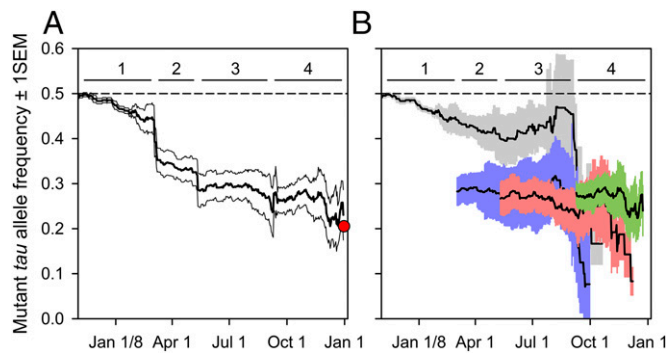 A
B
Mutant tau allele frequency ± 1SEM
0.6
0.5
0.4
0.3
0.2
0.1
0.0
1 2 3 4
1 2 3 4
Jan 1/8 Apr 1 Jul 1 Oct 1 Jan 1
Jan 1/8 Apr 1 Jul 1 Oct 1 Jan 1